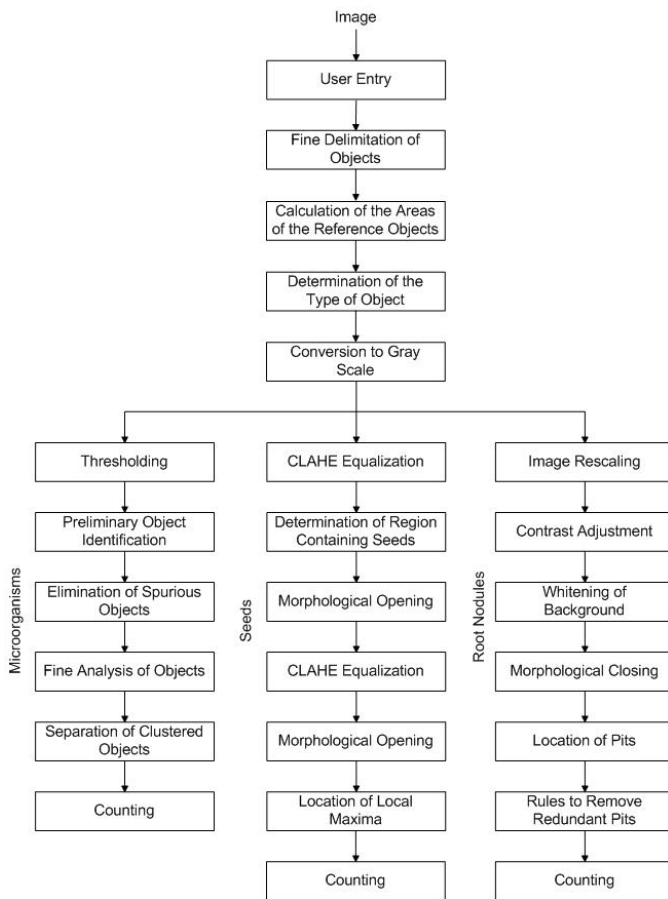 Image
User Entry
Fine Delimitation of
Objects
Calculation of the Areas
of the Reference Objects
Determination of the
Type of Object
Conversion to Gray
Scale
Microorganisms
Thresholding
Preliminary Object
Identification
Elimination of Spurious
Objects
Fine Analysis of Objects
Separation of Clustered
Objects
Counting
Seeds
CLAHE Equalization
Determination of Region
Containing Seeds
Morphological Opening
CLAHE Equalization
Morphological Opening
Location of Local
Maxima
Counting
Root Nodules
Image Rescaling
Contrast Adjustment
Whitening of
Background
Morphological Closing
Location of Pits
Rules to Remove
Redundant Pits
Counting